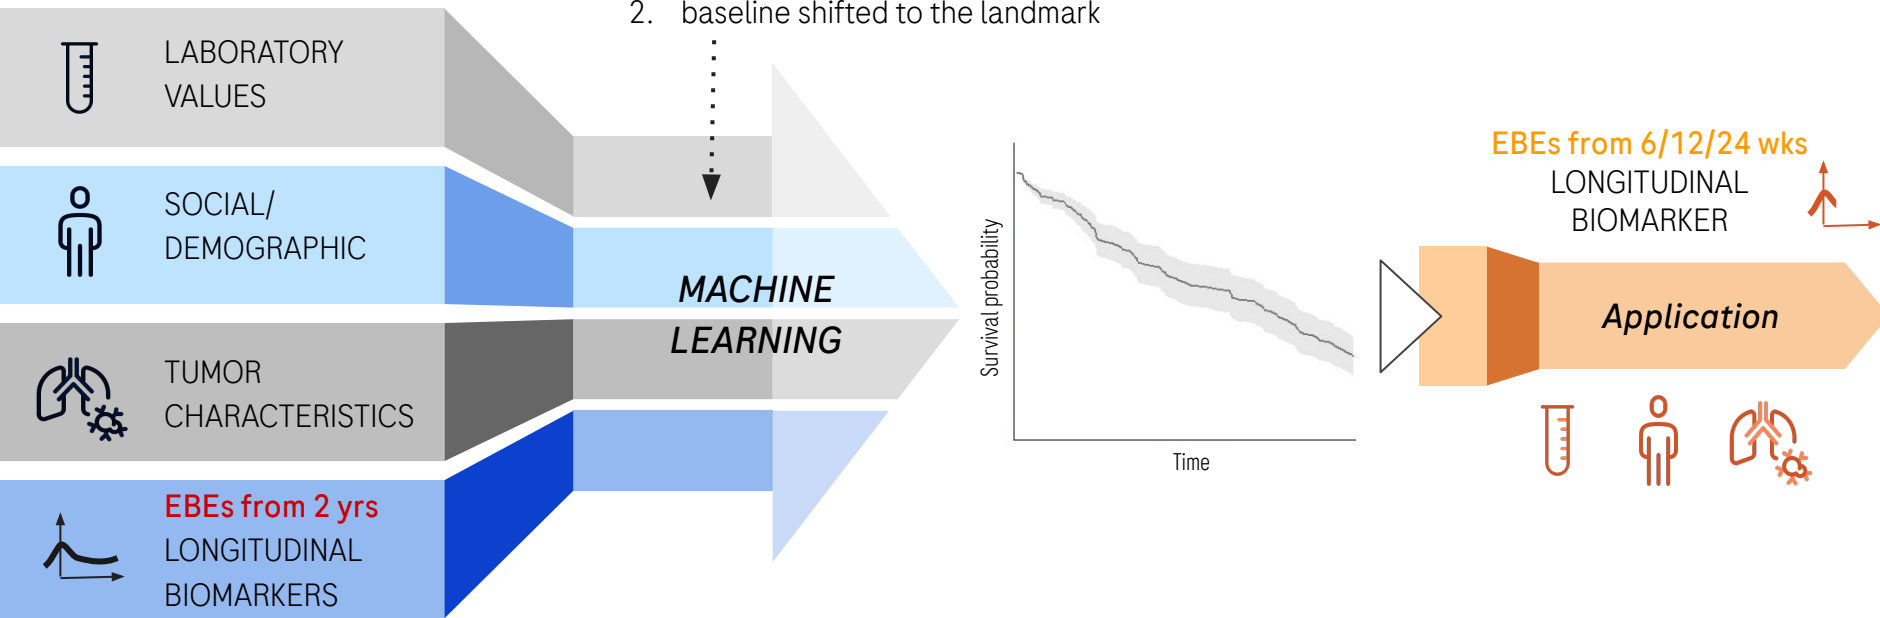 2. baseline shifted to the landmark
LABORATORY
VALUES
SOCIAL/
DEMOGRAPHIC
TUMOR
CHARACTERISTICS
EBEs from 2 yrs
LONGITUDINAL
BIOMARKERS
MACHINE
LEARNING
Survival probability
Time
EBEs from 6/12/24 wks
LONGITUDINAL
BIOMARKER
Application